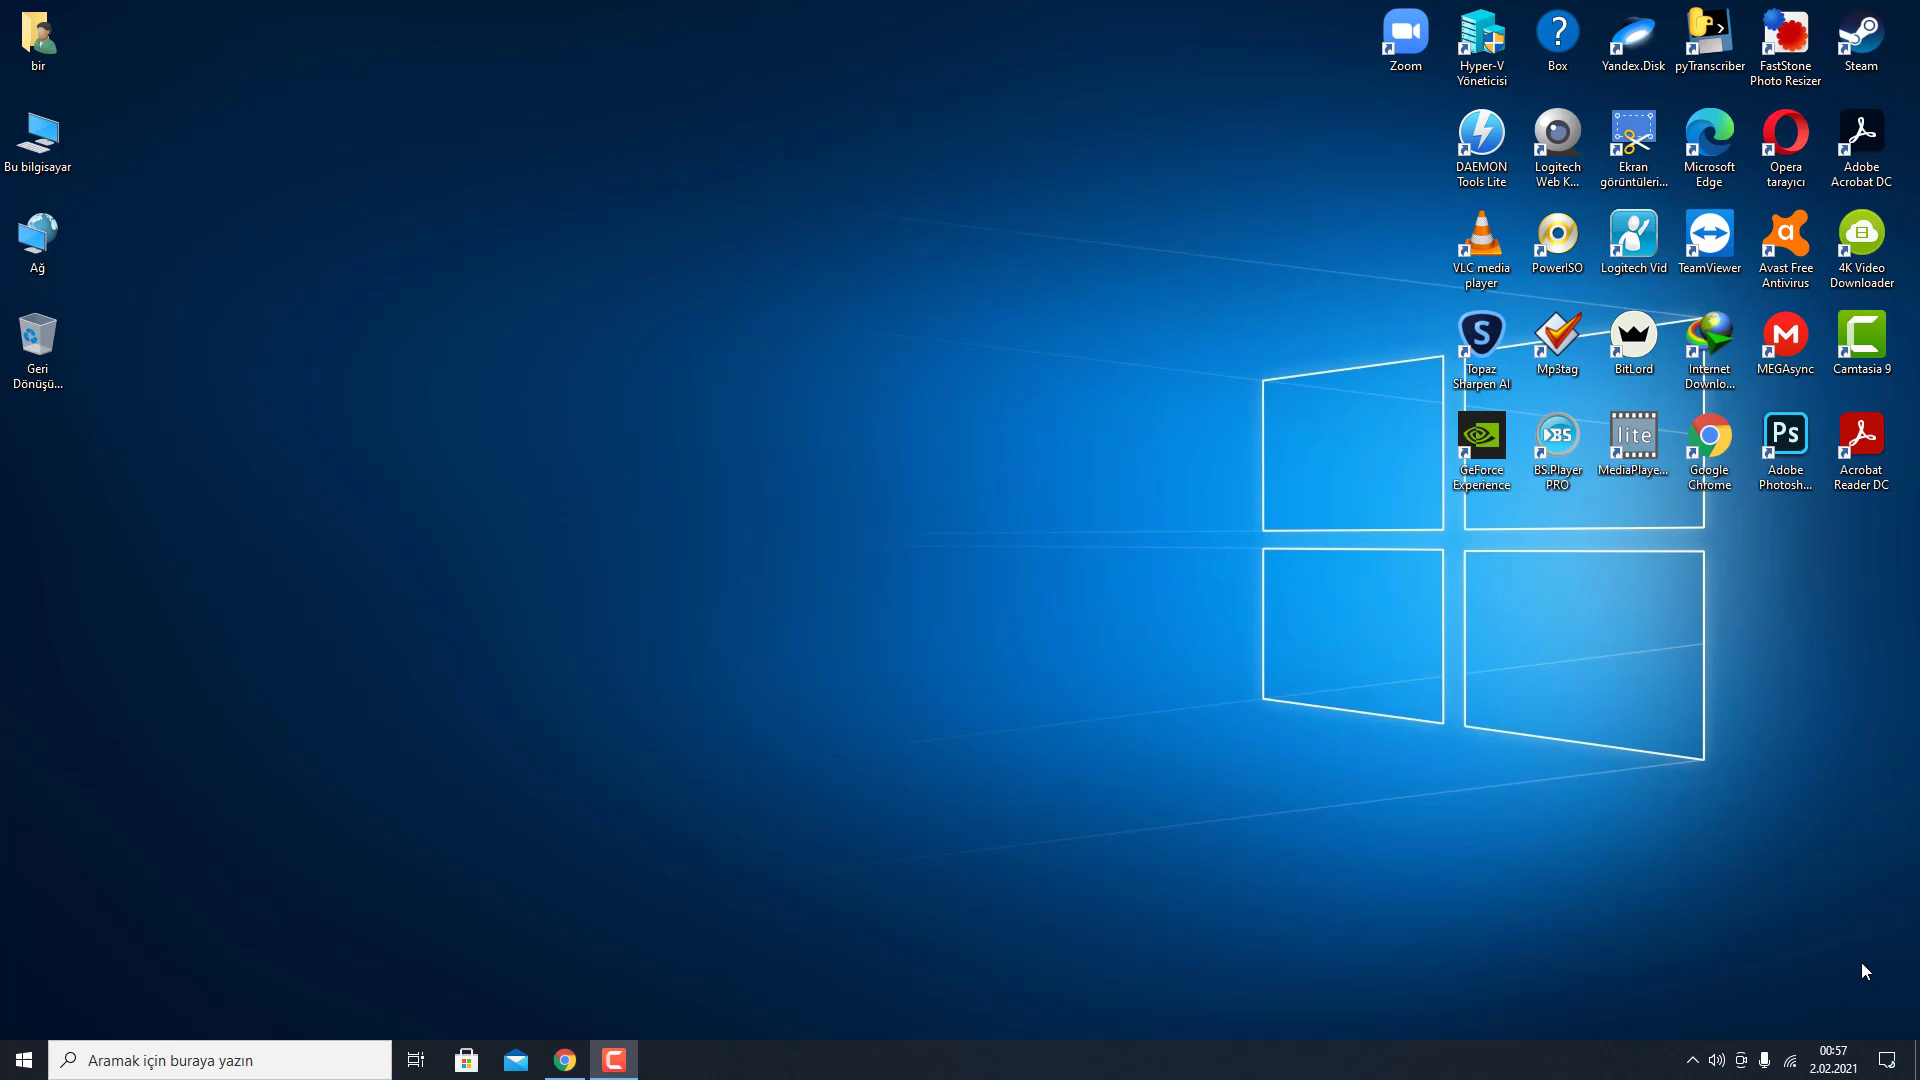 bir
Bu bilgisayar
Ağ
Geri
Dönüşü...
Zoom
Hyper-V
Yöneticisi
Box
Yandex.Disk
pyTranscriber
FastStone
Photo Resizer
Steam
DAEMON
Tools Lite
Logitech
Web K...
Ekran
görüntüleri...
Microsoft
Edge
Opera
tarayıcı
Adobe
Acrobat DC
VLC media
player
PowerISO
Logitech Vid
TeamViewer
Avast Free
Antivirus
4K Video
Downloader
Topaz
Sharpen AI
Mp3tag
BitLord
Internet
Downlo...
MEGAsync
Camtasia 9
GeForce
Experience
BS.Player
PRO
lite
MediaPlaye...
Google
Chrome
Ps
Adobe
Photosh...
Acrobat
Reader DC
Aramak için buraya yazın
00:57
2.02.2021